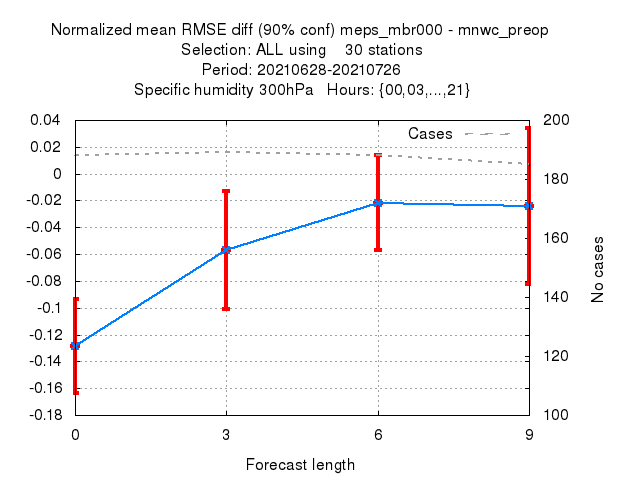 Normalized mean RMSE diff (90% conf) meps_mbr000 - mnwc_preop
Selection: ALL using    30 stations
Period: 20210628-20210726
Specific humidity 300hPa   Hours: {00,03,...,21}
0.04
0.02
0
-0.02
-0.04
-0.06
-0.08
-0.1
-0.12
-0.14
-0.16
-0.18
Cases
200
180
160
140
120
100
No cases
0 3 6 9
Forecast length